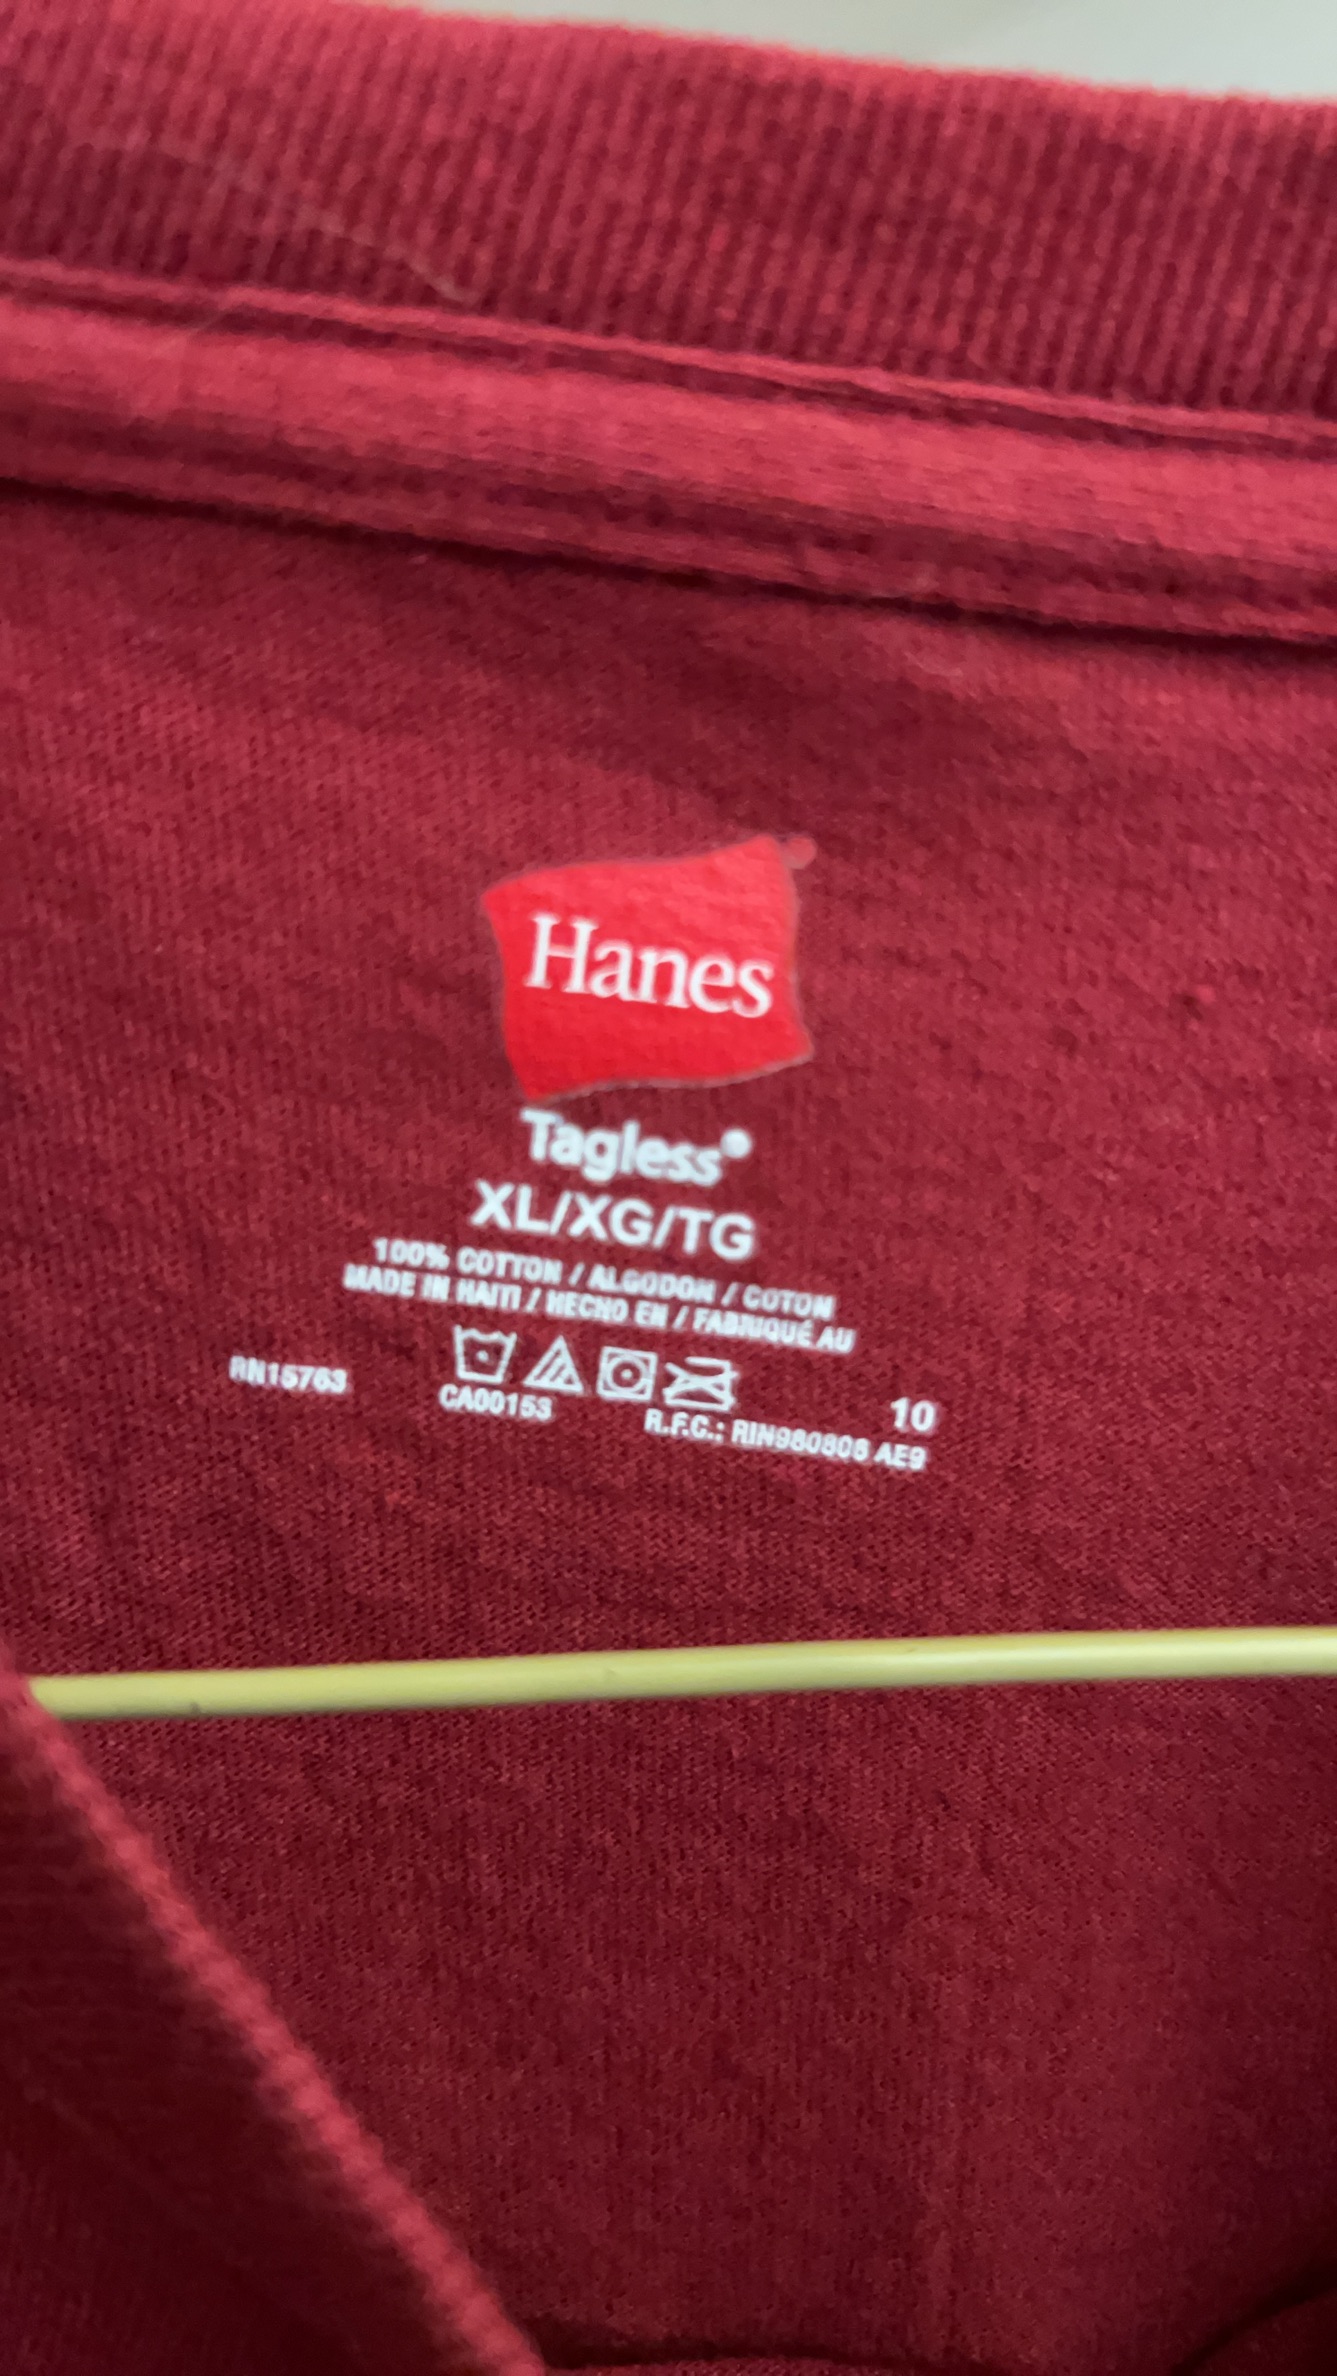 Hanes
Tagless®
XL/XG/TG
100% COTTON / ALGODON / COTON
MADE IN HAITI / HECHO EN / FABRIQUÉ AU
RN15763
CA00153
10
R.F.C.: RIN980808 AE9